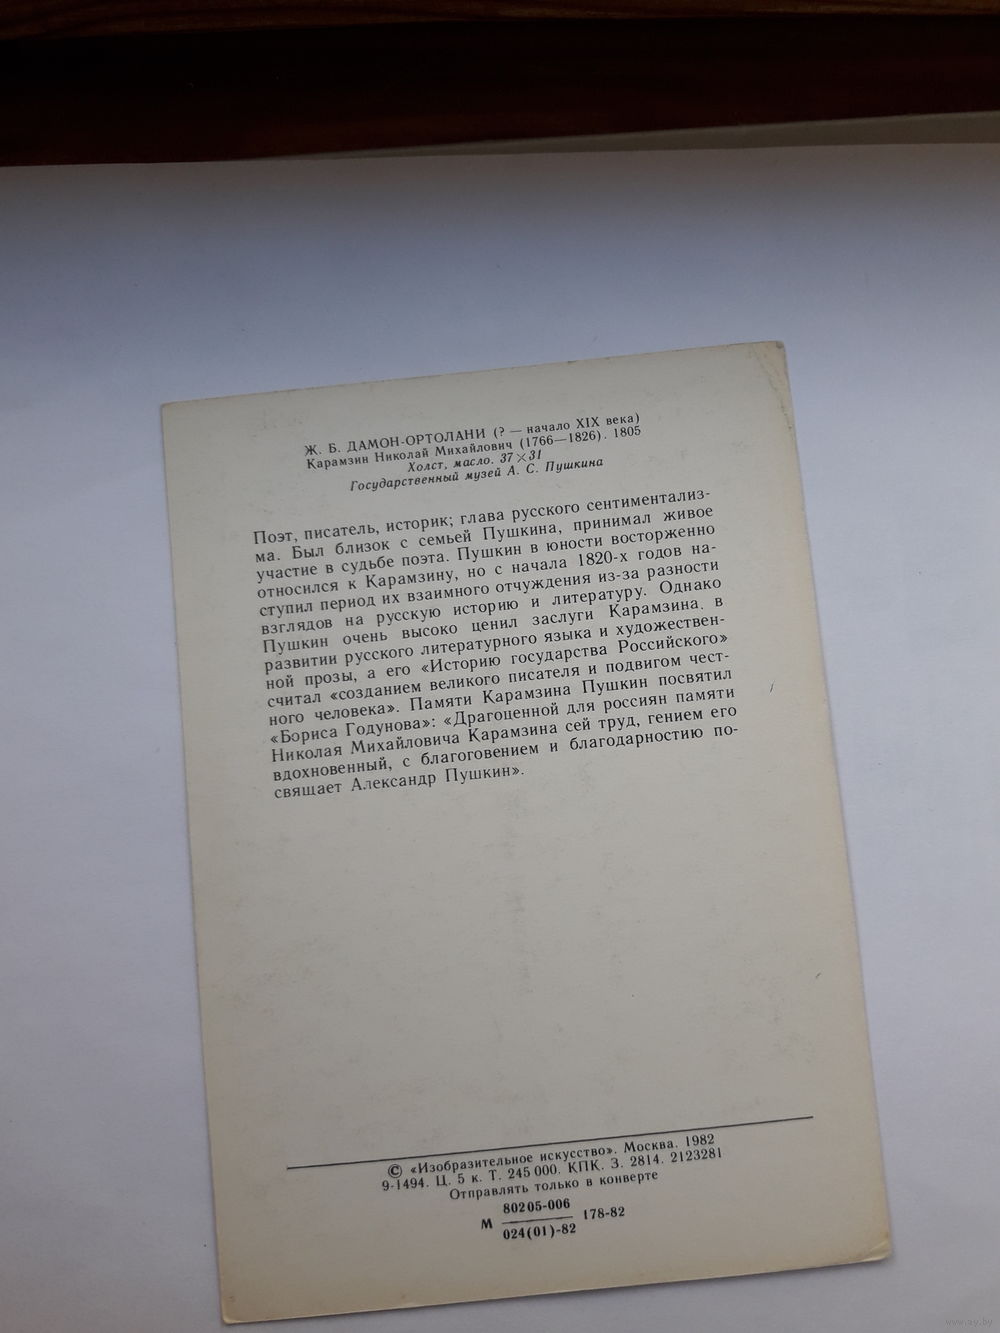 Ж. Б. ДАМОН-ОРТОЛАНИ (? — начало XIX века)
Карамзин Николай Михайлович (1766—1826). 1805
Холст, масло. 37×31
Государственный музей А. С. Пушкина
Поэт, писатель, историк; глава русского сентиментализ-
ма. Был близок с семьей Пушкина, принимал живое
участие в судьбе поэта. Пушкин в юности восторженно
относился к Карамзину, но с начала 1820-х годов на-
ступил период их взаимного отчуждения из-за разности
взглядов на русскую историю и литературу. Однако
Пушкин очень высоко ценил заслуги Карамзина. в
развитии русского литературного языка и художествен-
ной прозы, а его «Историю государства Российского»
считал «созданием великого писателя и подвигом чест-
ного человека». Памяти Карамзина Пушкин посвятил
«Бориса Годунова»: «Драгоценной для россиян памяти
Николая Михайловича Карамзина сей труд, гением его
вдохновенный, с благоговением и благодарностию по-
свящает Александр Пушкин».
© «Изобразительное искусство». Москва. 1982
9-1494. Ц. 5 к. Т. 245 000. КПК. З. 2814. 2123281
Отправлять только в конверте
М 80205-006 178-82
024(01)-82
www.ay.by